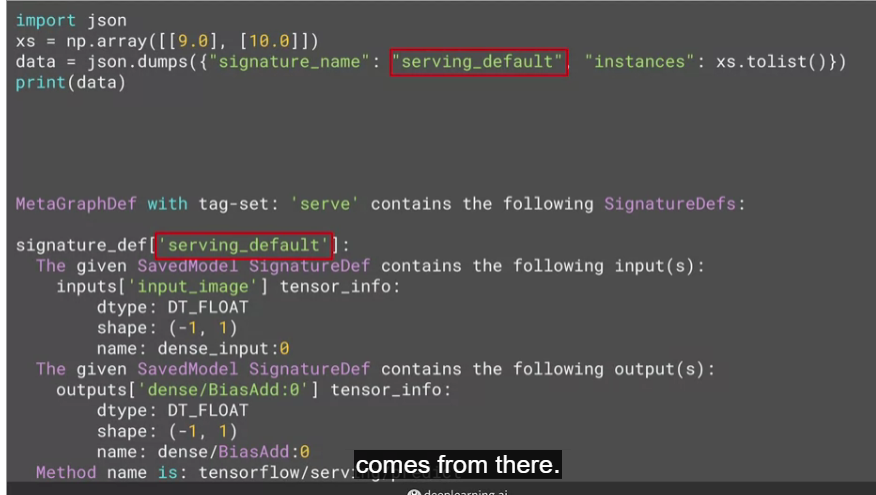 import json
xs = np.array([[9.0], [10.0]])
data = json.dumps({"signature_name": "serving_default", "instances": xs.tolist()})
print(data)
MetaGraphDef with tag-set: 'serve' contains the following SignatureDefs:
signature_def['serving_default']:
The given SavedModel SignatureDef contains the following input(s):
inputs['input_image'] tensor_info:
dtype: DT_FLOAT
shape: (-1, 1)
name: dense_input:0
The given SavedModel SignatureDef contains the following output(s):
outputs['dense/BiasAdd:0'] tensor_info:
dtype: DT_FLOAT
shape: (-1, 1)
name: dense/BiasAdd:0
Method name is: tensorflow/serving/predict
comes from there.
deeplearning.ai